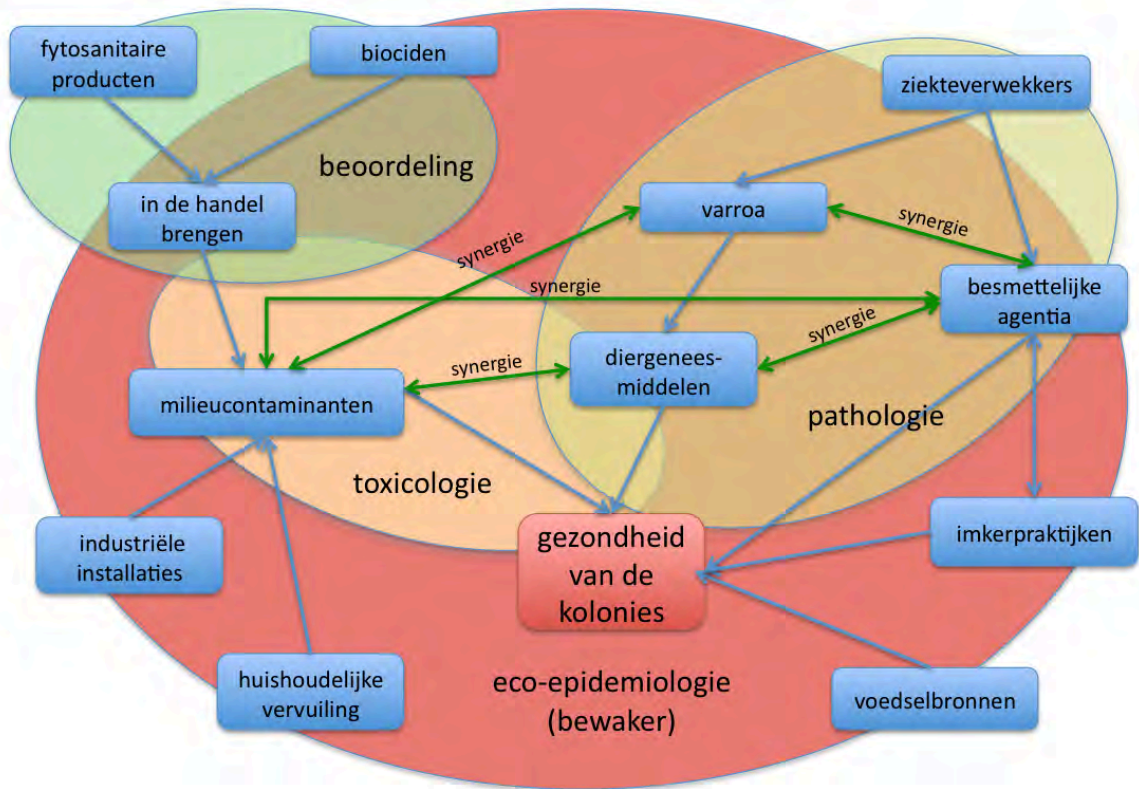 fytosanitaire
producten
biociden
ziekteverwekkers
beoordeling
in de handel
brengen
varroa
synergie
synergie
synergie
besmettelijke
agentia
synergie
synergie
diergenees-
middelen
milieucontaminanten
pathologie
toxicologie
industriële
installaties
gezondheid
van de
kolonies
imkerpraktijken
huishoudelijke
vervuiling
eco-epidemiologie
(bewaker)
voedselbronnen